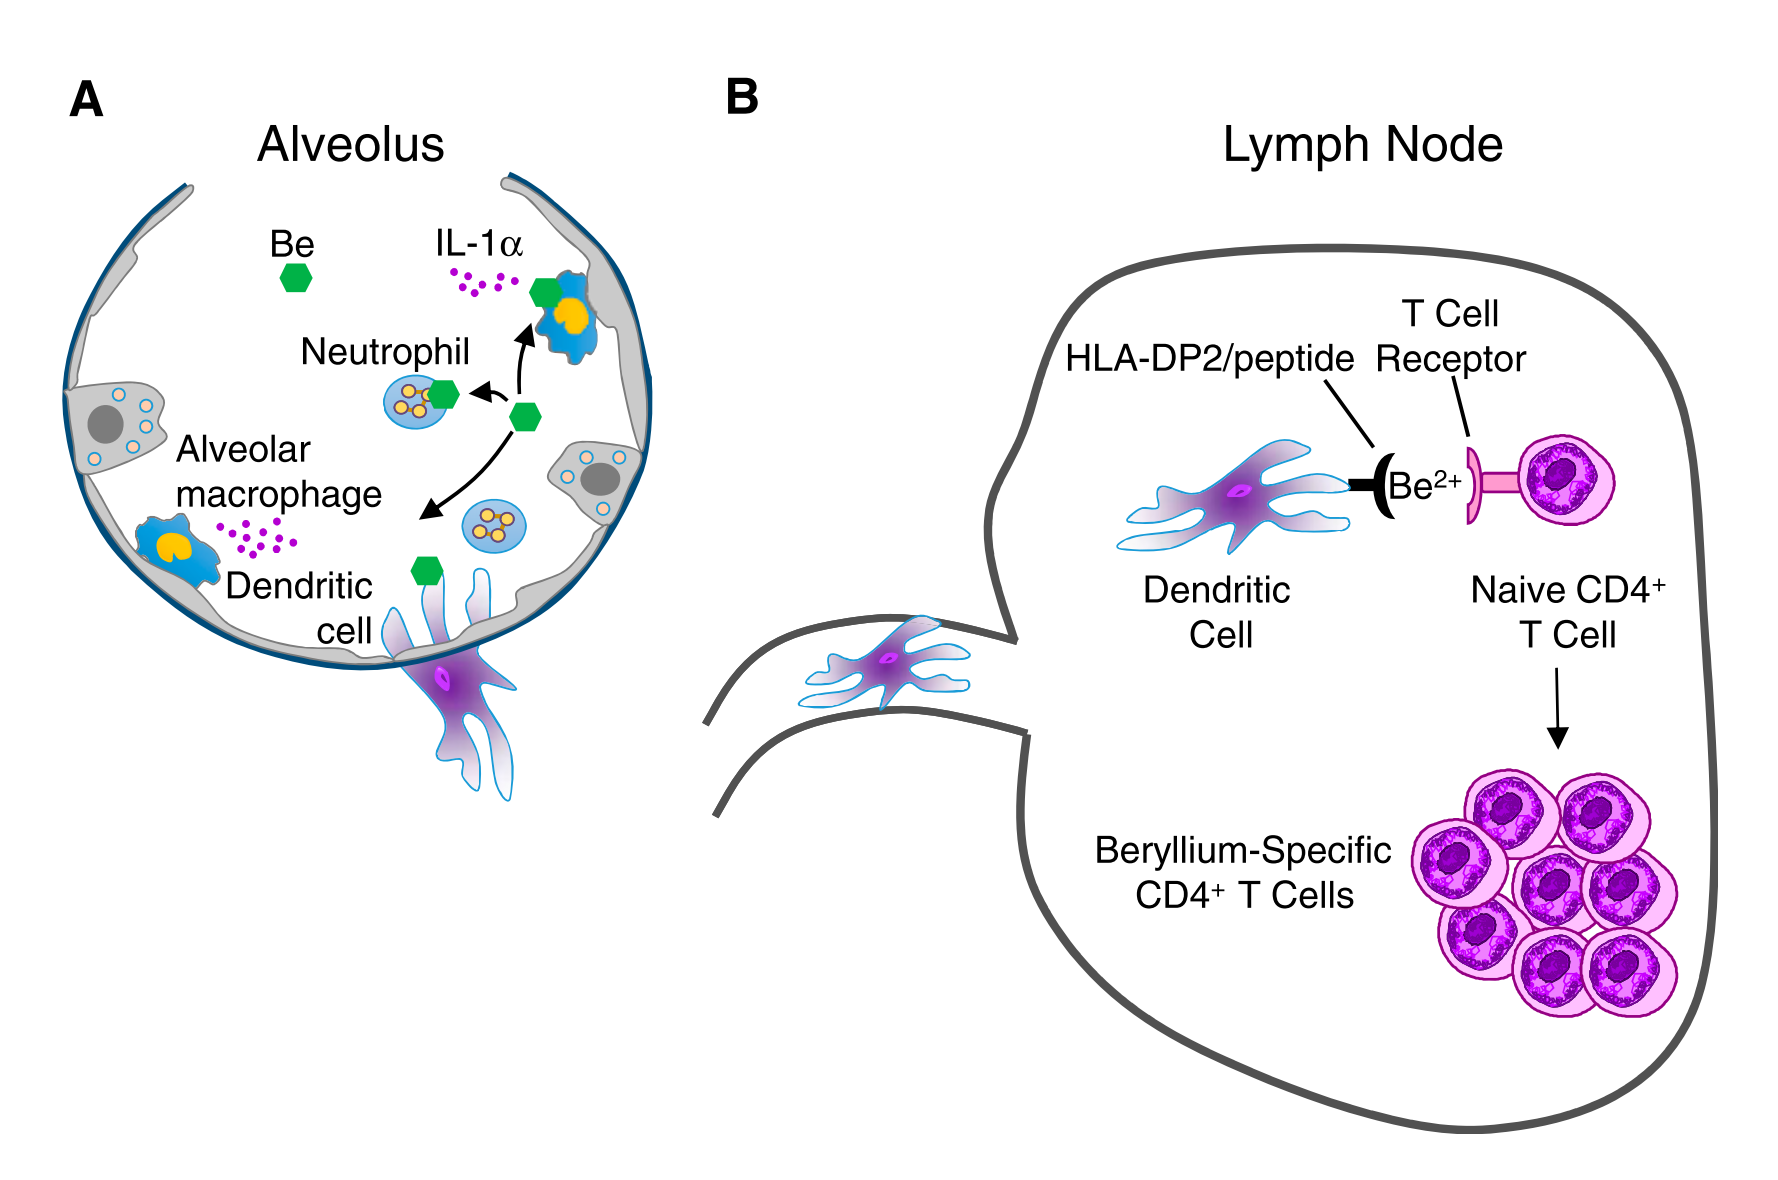 A
Alveolus
Be
IL-1α
Neutrophil
Alveolar
macrophage
Dendritic
cell
B
Lymph Node
T Cell
Receptor
HLA-DP2/peptide
Be²⁺
Dendritic
Cell
Naive CD4⁺
T Cell
Beryllium-Specific
CD4⁺ T Cells